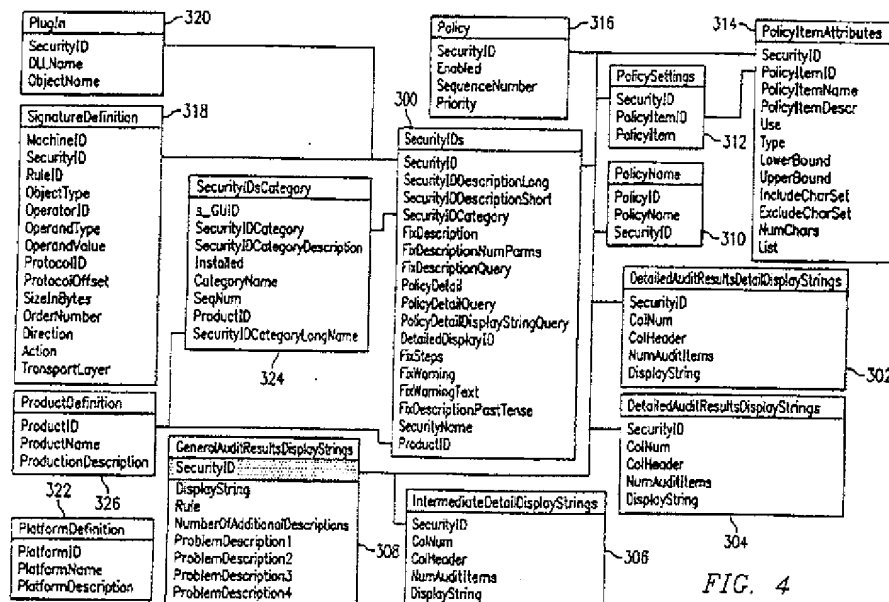 PlugIn
320
SecurityID
DLLName
ObjectName
SignatureDefinition
318
MachineID
SecurityID
RuleID
ObjectType
OperatorID
OperandType
OperandValue
ProtocolID
ProtocolOffset
SizeInBytes
OrderNumber
Direction
Action
TransportLayer
ProductDefinition
ProductID
ProductName
ProductionDescription
322
326
PlatformDefinition
PlatformID
PlatformName
PlatformDescription
SecurityIDsCategory
s_GUID
SecurityIDCategory
SecurityIDCategoryDescription
Installed
CategoryName
SeqNum
ProductID
SecurityIDCategoryLongName
324
GeneralAuditResultsDisplayStrings
SecurityID
DisplayString
Rule
NumberOfAdditionalDescriptions
ProblemDescription1
ProblemDescription2
ProblemDescription3
ProblemDescription4
308
Policy
316
SecurityID
Enabled
SequenceNumber
Priority
300
SecurityIDs
SecurityID
SecurityIDDescriptionLong
SecurityIDDescriptionShort
SecurityIDCategory
FixDescription
FixDescriptionNumParms
FixDescriptionQuery
PolicyDetail
PolicyDetailQuery
PolicyDetailDisplayStringQuery
DetailedDisplayID
FixSteps
FixWarning
FixWarningText
FixDescriptionPastTense
SecurityName
ProductID
IntermediateDetailDisplayStrings
SecurityID
ColNum
ColHeader
NumAuditItems
DisplayString
306
PolicySettings
SecurityID
PolicyItemID
PolicyItem
312
PolicyName
PolicyID
PolicyName
SecurityID
310
314
PolicyItemAttributes
SecurityID
PolicyItemID
PolicyItemName
PolicyItemDescr
Use
Type
LowerBound
UpperBound
IncludeCharSet
ExcludeCharSet
NumChars
List
DetailedAuditResultsDetailDisplayStrings
SecurityID
ColNum
ColHeader
NumAuditItems
DisplayString
302
DetailedAuditResultsDisplayStrings
SecurityID
ColNum
ColHeader
NumAuditItems
DisplayString
304
FIG. 4